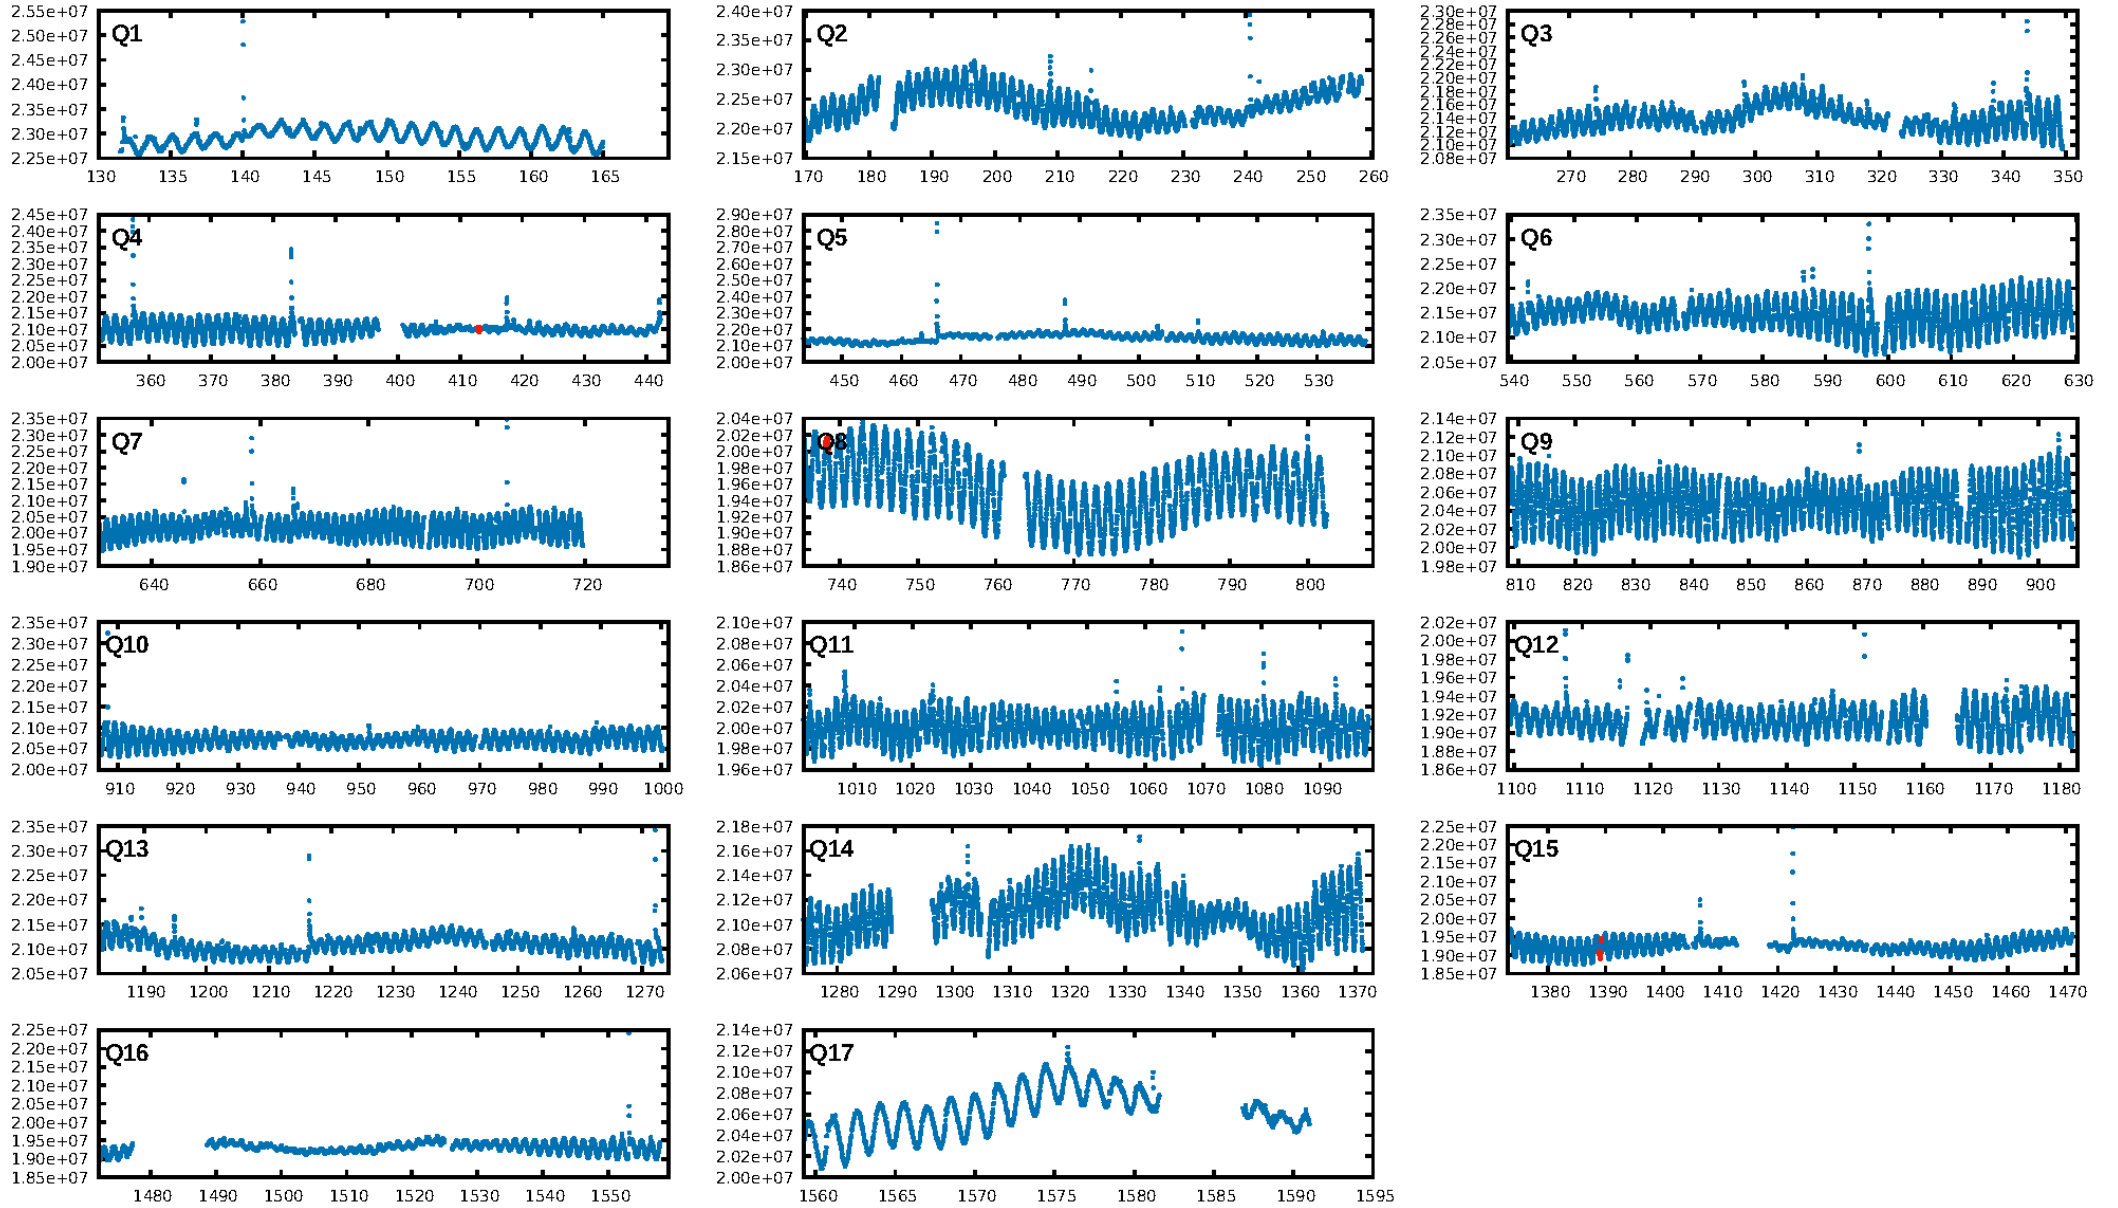 2.55e+07
2.50e+07
2.45e+07
2.40e+07
2.35e+07
2.30e+07
2.25e+07
Q1
130 135 140 145 150 155 160 165
2.40e+07
2.35e+07
2.30e+07
2.25e+07
2.20e+07
2.15e+07
Q2
170 180 190 200 210 220 230 240 250 260
2.30e+07
2.28e+07
2.26e+07
2.24e+07
2.22e+07
2.20e+07
2.18e+07
2.16e+07
2.14e+07
2.12e+07
2.10e+07
2.08e+07
Q3
270 280 290 300 310 320 330 340 350
2.45e+07
2.40e+07
2.35e+07
2.30e+07
2.25e+07
2.20e+07
2.15e+07
2.10e+07
2.05e+07
2.00e+07
Q4
360 370 380 390 400 410 420 430 440
2.90e+07
2.80e+07
2.70e+07
2.60e+07
2.50e+07
2.40e+07
2.30e+07
2.20e+07
2.10e+07
2.00e+07
Q5
450 460 470 480 490 500 510 520 530
2.35e+07
2.30e+07
2.25e+07
2.20e+07
2.15e+07
2.10e+07
2.05e+07
Q6
540 550 560 570 580 590 600 610 620 630
2.35e+07
2.30e+07
2.25e+07
2.20e+07
2.15e+07
2.10e+07
2.05e+07
2.00e+07
1.95e+07
1.90e+07
Q7
640 660 680 700 720
2.04e+07
2.02e+07
2.00e+07
1.98e+07
1.96e+07
1.94e+07
1.92e+07
1.90e+07
1.88e+07
1.86e+07
Q8
740 750 760 770 780 790 800
2.14e+07
2.12e+07
2.10e+07
2.08e+07
2.06e+07
2.04e+07
2.02e+07
2.00e+07
1.98e+07
Q9
810 820 830 840 850 860 870 880 890 900
2.35e+07
2.30e+07
2.25e+07
2.20e+07
2.15e+07
2.10e+07
2.05e+07
2.00e+07
Q10
910 920 930 940 950 960 970 980 990 1000
2.10e+07
2.08e+07
2.06e+07
2.04e+07
2.02e+07
2.00e+07
1.98e+07
1.96e+07
Q11
1010 1020 1030 1040 1050 1060 1070 1080 1090
2.02e+07
2.00e+07
1.98e+07
1.96e+07
1.94e+07
1.92e+07
1.90e+07
1.88e+07
1.86e+07
Q12
1100 1110 1120 1130 1140 1150 1160 1170 1180
2.35e+07
2.30e+07
2.25e+07
2.20e+07
2.15e+07
2.10e+07
2.05e+07
Q13
1190 1200 1210 1220 1230 1240 1250 1260 1270
2.18e+07
2.16e+07
2.14e+07
2.12e+07
2.10e+07
2.08e+07
2.06e+07
Q14
1280 1290 1300 1310 1320 1330 1340 1350 1360 1370
2.25e+07
2.20e+07
2.15e+07
2.10e+07
2.05e+07
2.00e+07
1.95e+07
1.90e+07
1.85e+07
Q15
1380 1390 1400 1410 1420 1430 1440 1450 1460 1470
2.25e+07
2.20e+07
2.15e+07
2.10e+07
2.05e+07
2.00e+07
1.95e+07
1.90e+07
1.85e+07
Q16
1480 1490 1500 1510 1520 1530 1540 1550
2.14e+07
2.12e+07
2.10e+07
2.08e+07
2.06e+07
2.04e+07
2.02e+07
2.00e+07
Q17
1560 1565 1570 1575 1580 1585 1590 1595